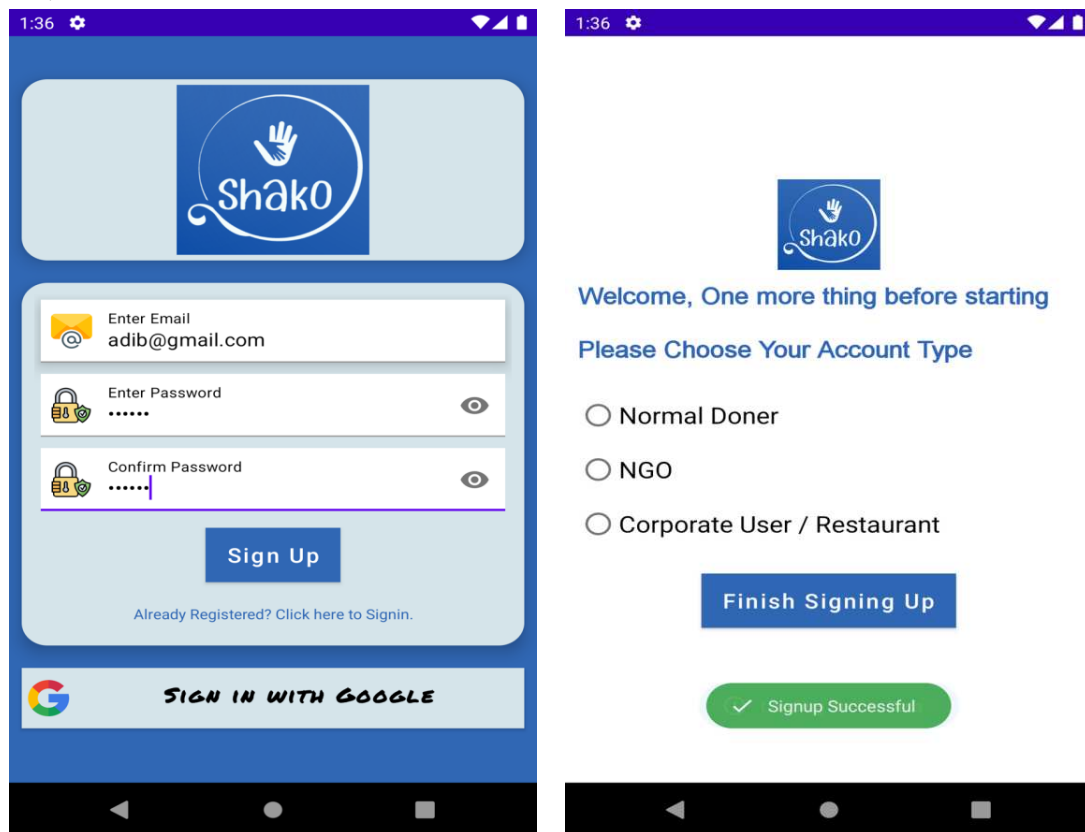 1:36
Shako
Enter Email
adib@gmail.com
Enter Password
••••••
Confirm Password
••••••
Sign Up
Already Registered? Click here to Signin.
Sign in with Google
1:36
Shako
Welcome, One more thing before starting
Please Choose Your Account Type
Normal Doner
NGO
Corporate User / Restaurant
Finish Signing Up
Signup Successful